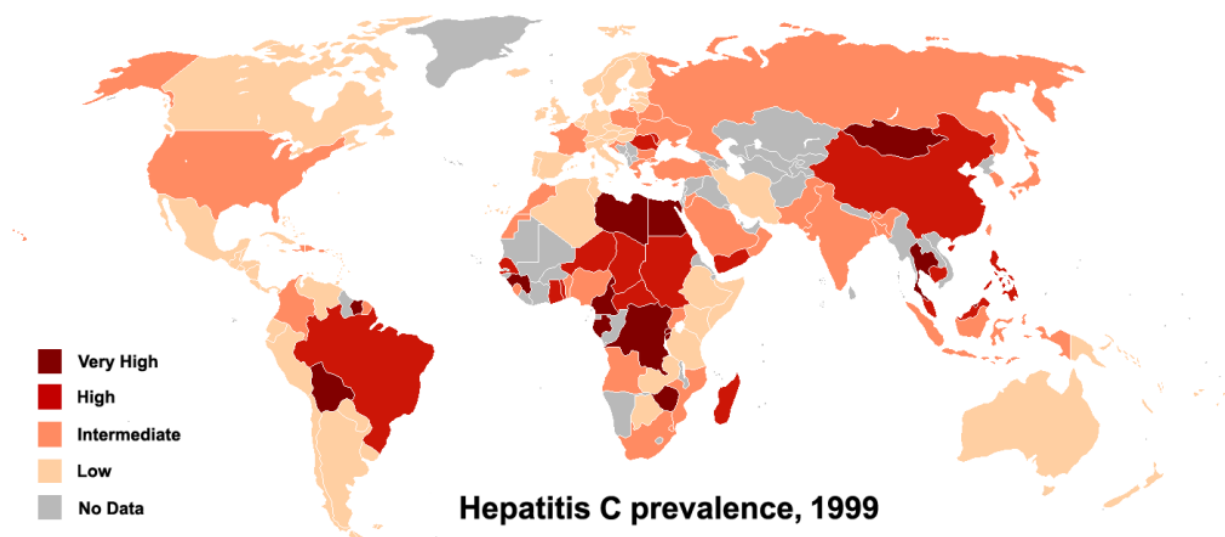 Very High
High
Intermediate
Low
No Data
Hepatitis C prevalence, 1999